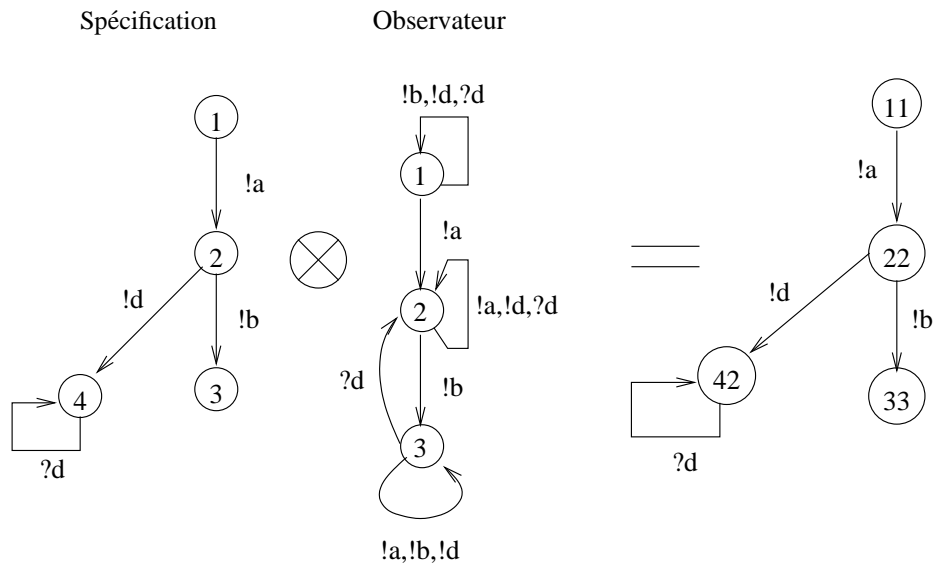 Spécification
Observateur
1
!a
2
!d
!b
4
3
?d
!b,!d,?d
1
!a
2
!a,!d,?d
?d
!b
3
!a,!b,!d
11
!a
22
!d
!b
42
33
?d